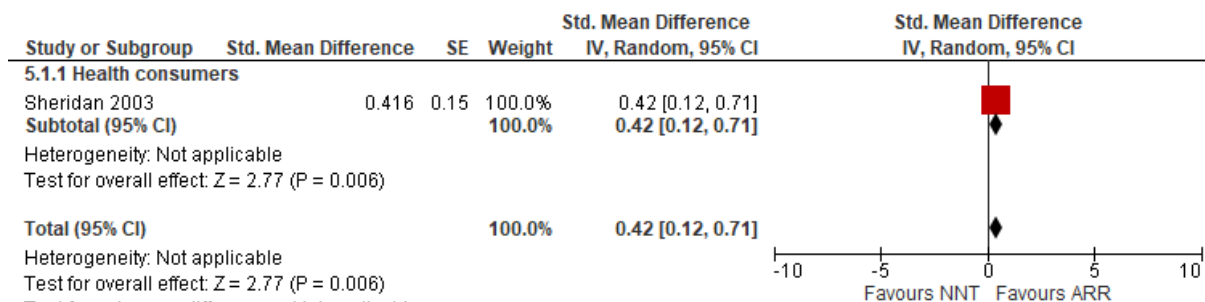 Std. Mean Difference Std. Mean Difference
Study or Subgroup Std. Mean Difference SE Weight IV, Random, 95% CI IV, Random, 95% CI
5.1.1 Health consumers
Sheridan 2003 0.416 0.15 100.0% 0.42 [0.12, 0.71]
Subtotal (95% CI) 100.0% 0.42 [0.12, 0.71]
Heterogeneity: Not applicable
Test for overall effect: Z = 2.77 (P = 0.006)
Total (95% CI) 100.0% 0.42 [0.12, 0.71]
Heterogeneity: Not applicable
Test for overall effect: Z = 2.77 (P = 0.006)
-10 -5 0 5 10
Favours NNT Favours ARR